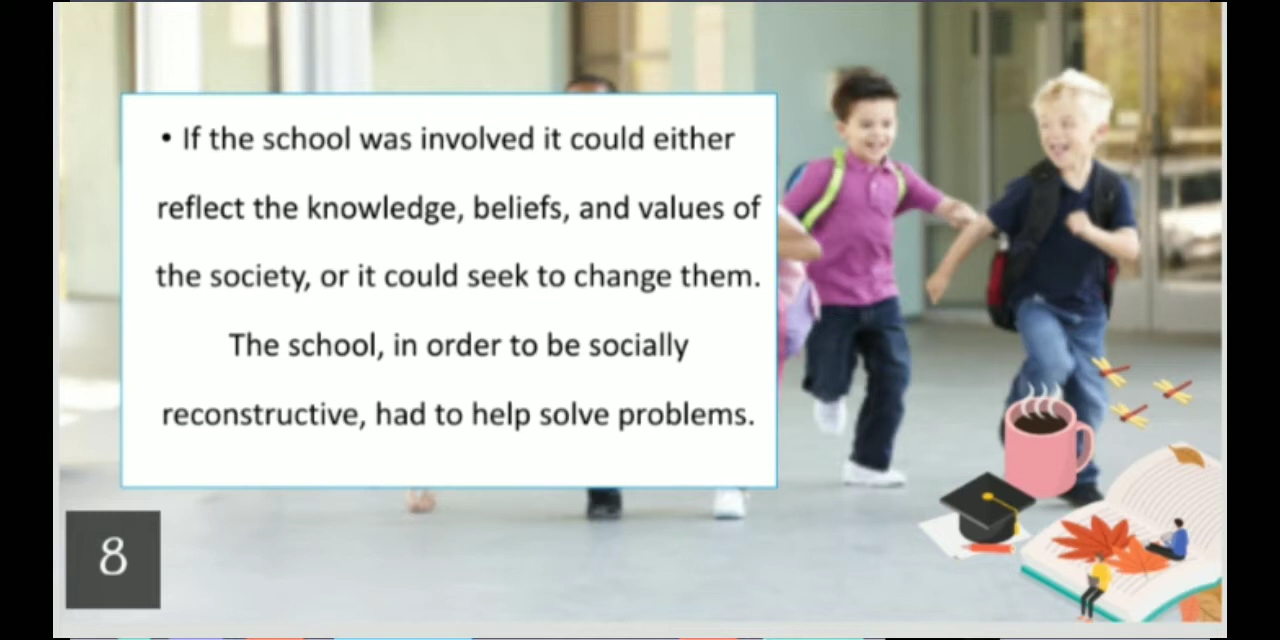 • If the school was involved it could either
reflect the knowledge, beliefs, and values of
the society, or it could seek to change them.
The school, in order to be socially
reconstructive, had to help solve problems.
8